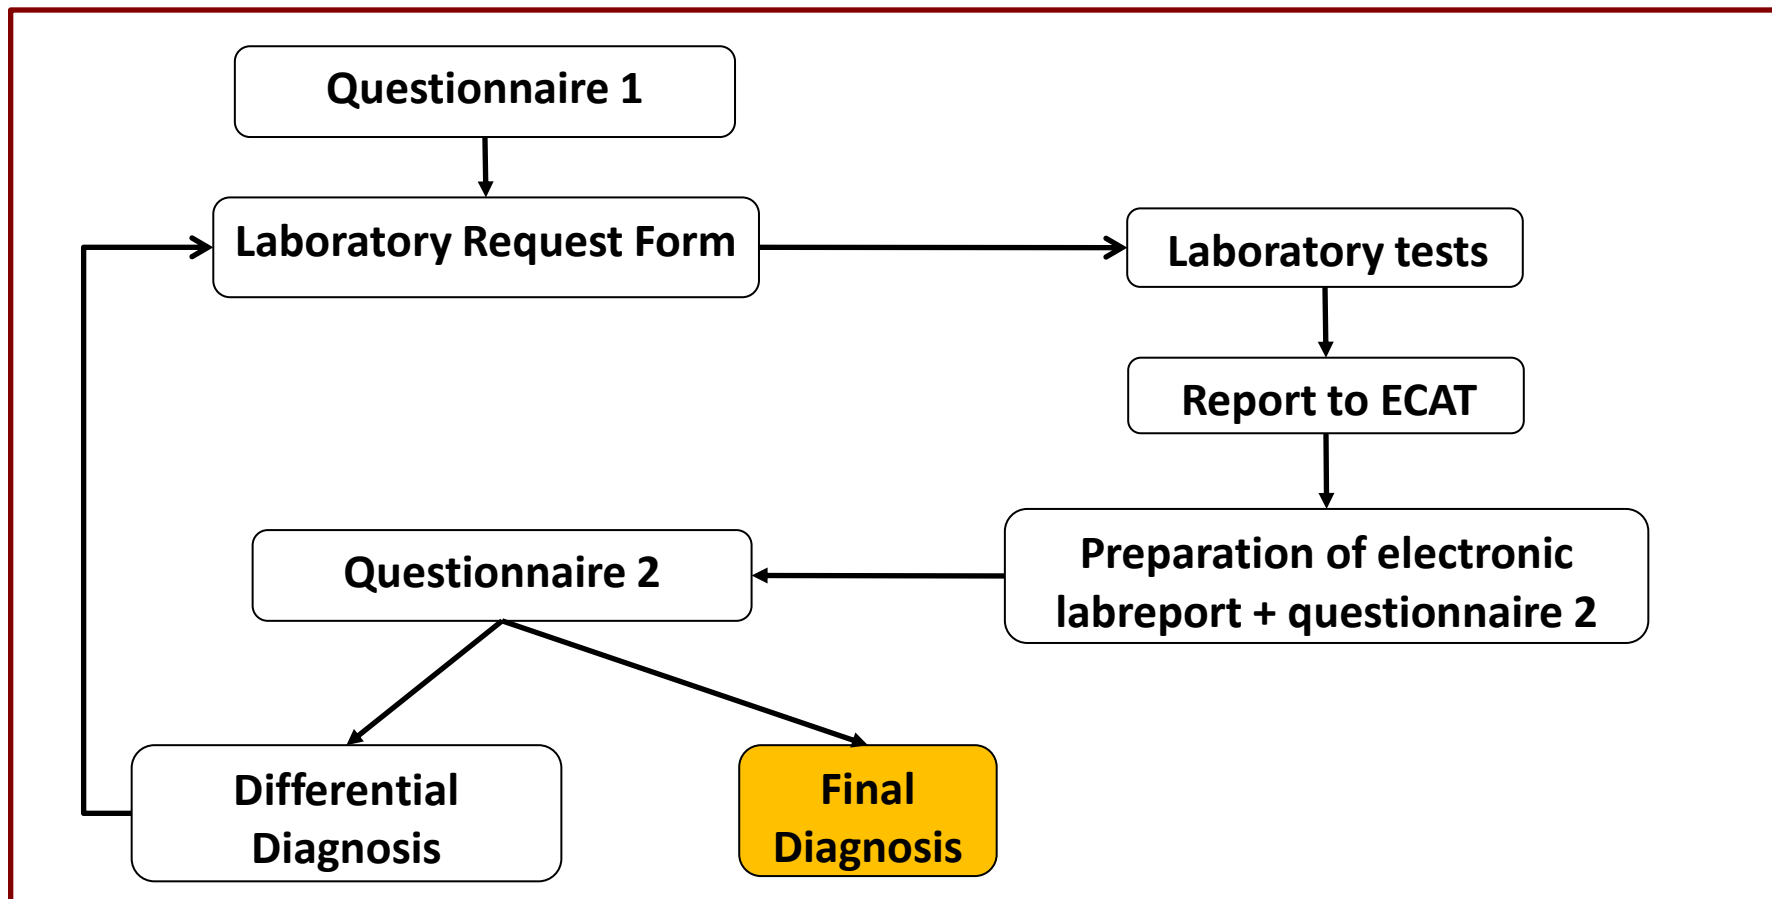 Questionnaire 1
Laboratory Request Form
Laboratory tests
Report to ECAT
Preparation of electronic
labreport + questionnaire 2
Questionnaire 2
Differential
Diagnosis
Final
Diagnosis